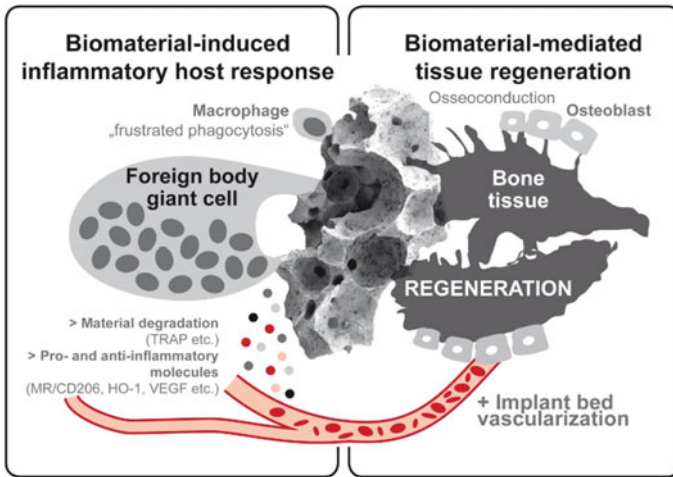 Biomaterial-induced
inflammatory host response
Macrophage
„frustrated phagocytosis“
Foreign body
giant cell
> Material degradation
(TRAP etc.)
> Pro- and anti-inflammatory
molecules
(MR/CD206, HO-1, VEGF etc.)
Biomaterial-mediated
tissue regeneration
Osseoconduction
Osteoblast
Bone
tissue
REGENERATION
+ Implant bed
vascularization